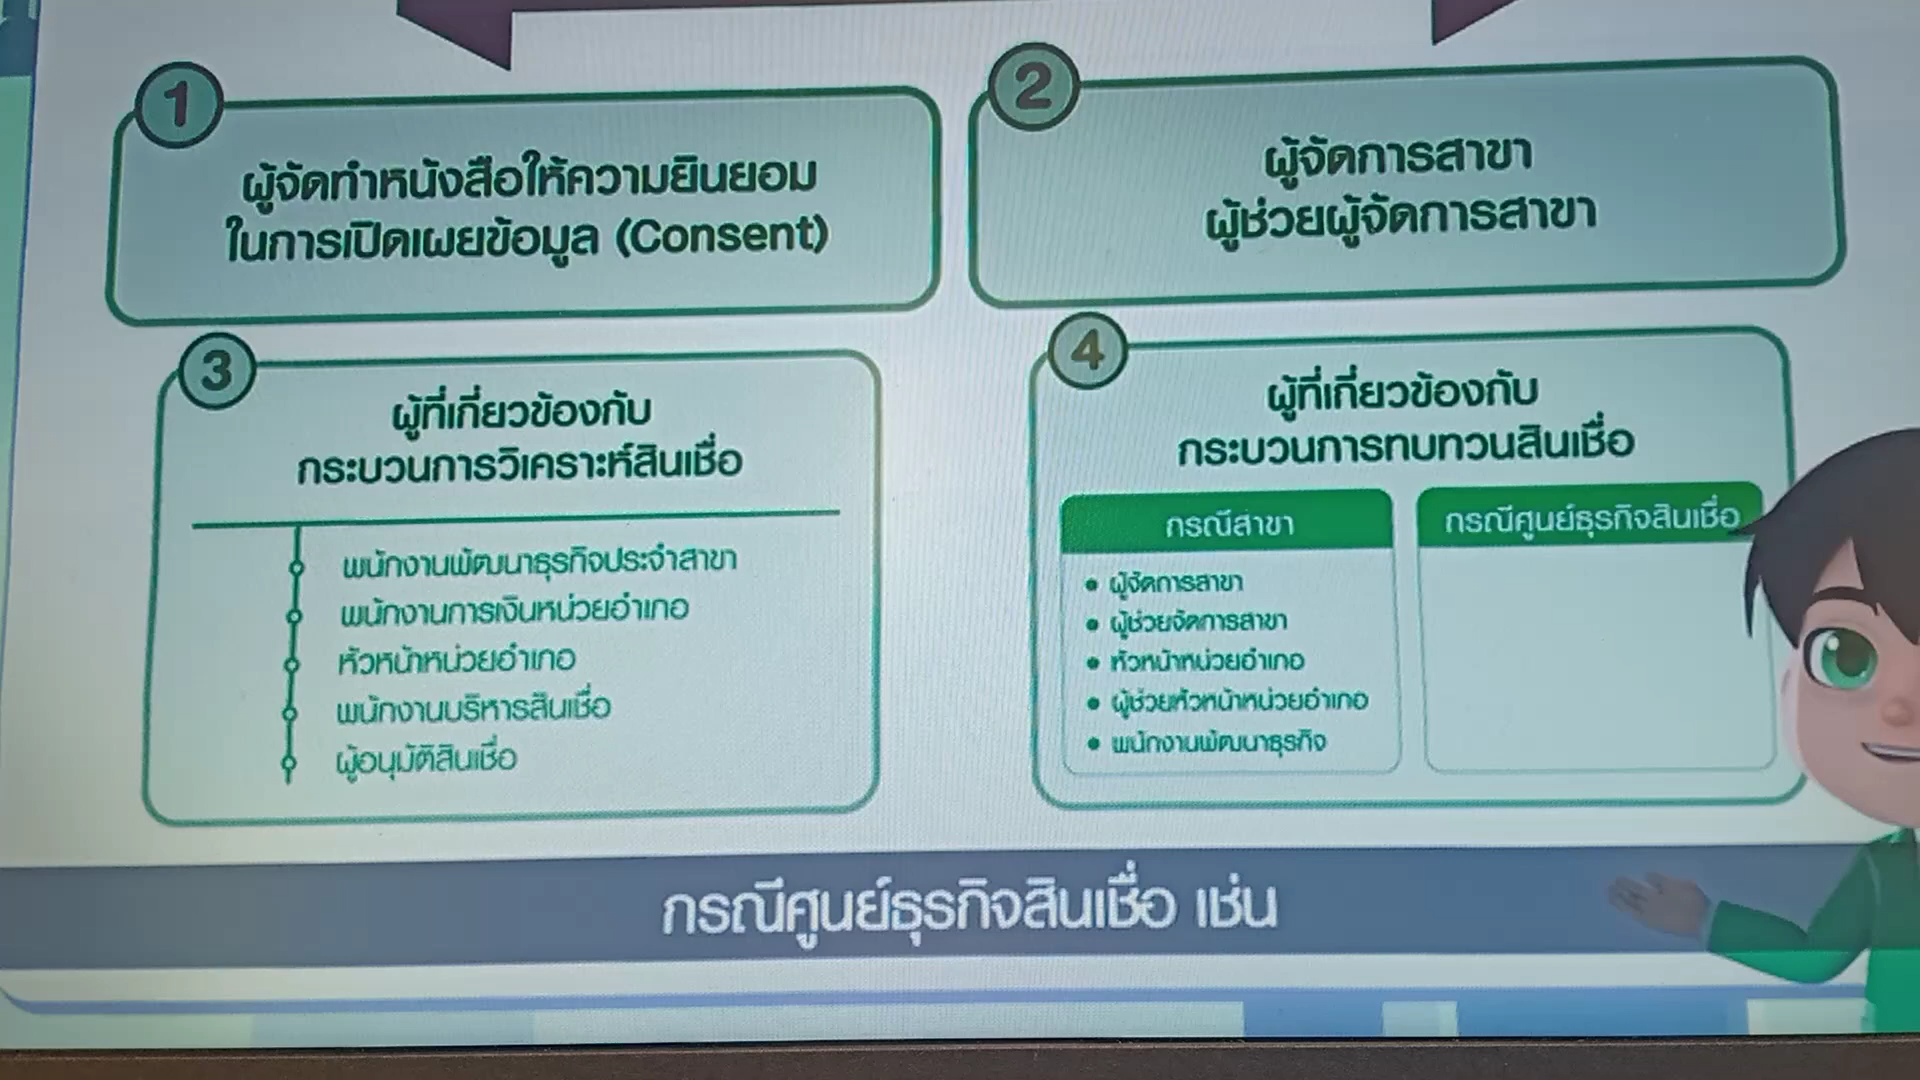 1
ผู้จัดทำหนังสือให้ความยินยอม
ในการเปิดเผยข้อมูล (Consent)
2
ผู้จัดการสาขา
ผู้ช่วยผู้จัดการสาขา
3
ผู้ที่เกี่ยวข้องกับ
กระบวนการวิเคราะห์สินเชื่อ
พนักงานพัฒนาธุรกิจประจำสาขา
พนักงานการเงินหน่วยอำเภอ
หัวหน้าหน่วยอำเภอ
พนักงานบริหารสินเชื่อ
ผู้อนุมัติสินเชื่อ
4
ผู้ที่เกี่ยวข้องกับ
กระบวนการทบทวนสินเชื่อ
กรณีสาขา
• ผู้จัดการสาขา
• ผู้ช่วยจัดการสาขา
• หัวหน้าหน่วยอำเภอ
• ผู้ช่วยหัวหน้าหน่วยอำเภอ
• พนักงานพัฒนาธุรกิจ
กรณีศูนย์ธุรกิจสินเชื่อ
กรณีศูนย์ธุรกิจสินเชื่อ เช่น